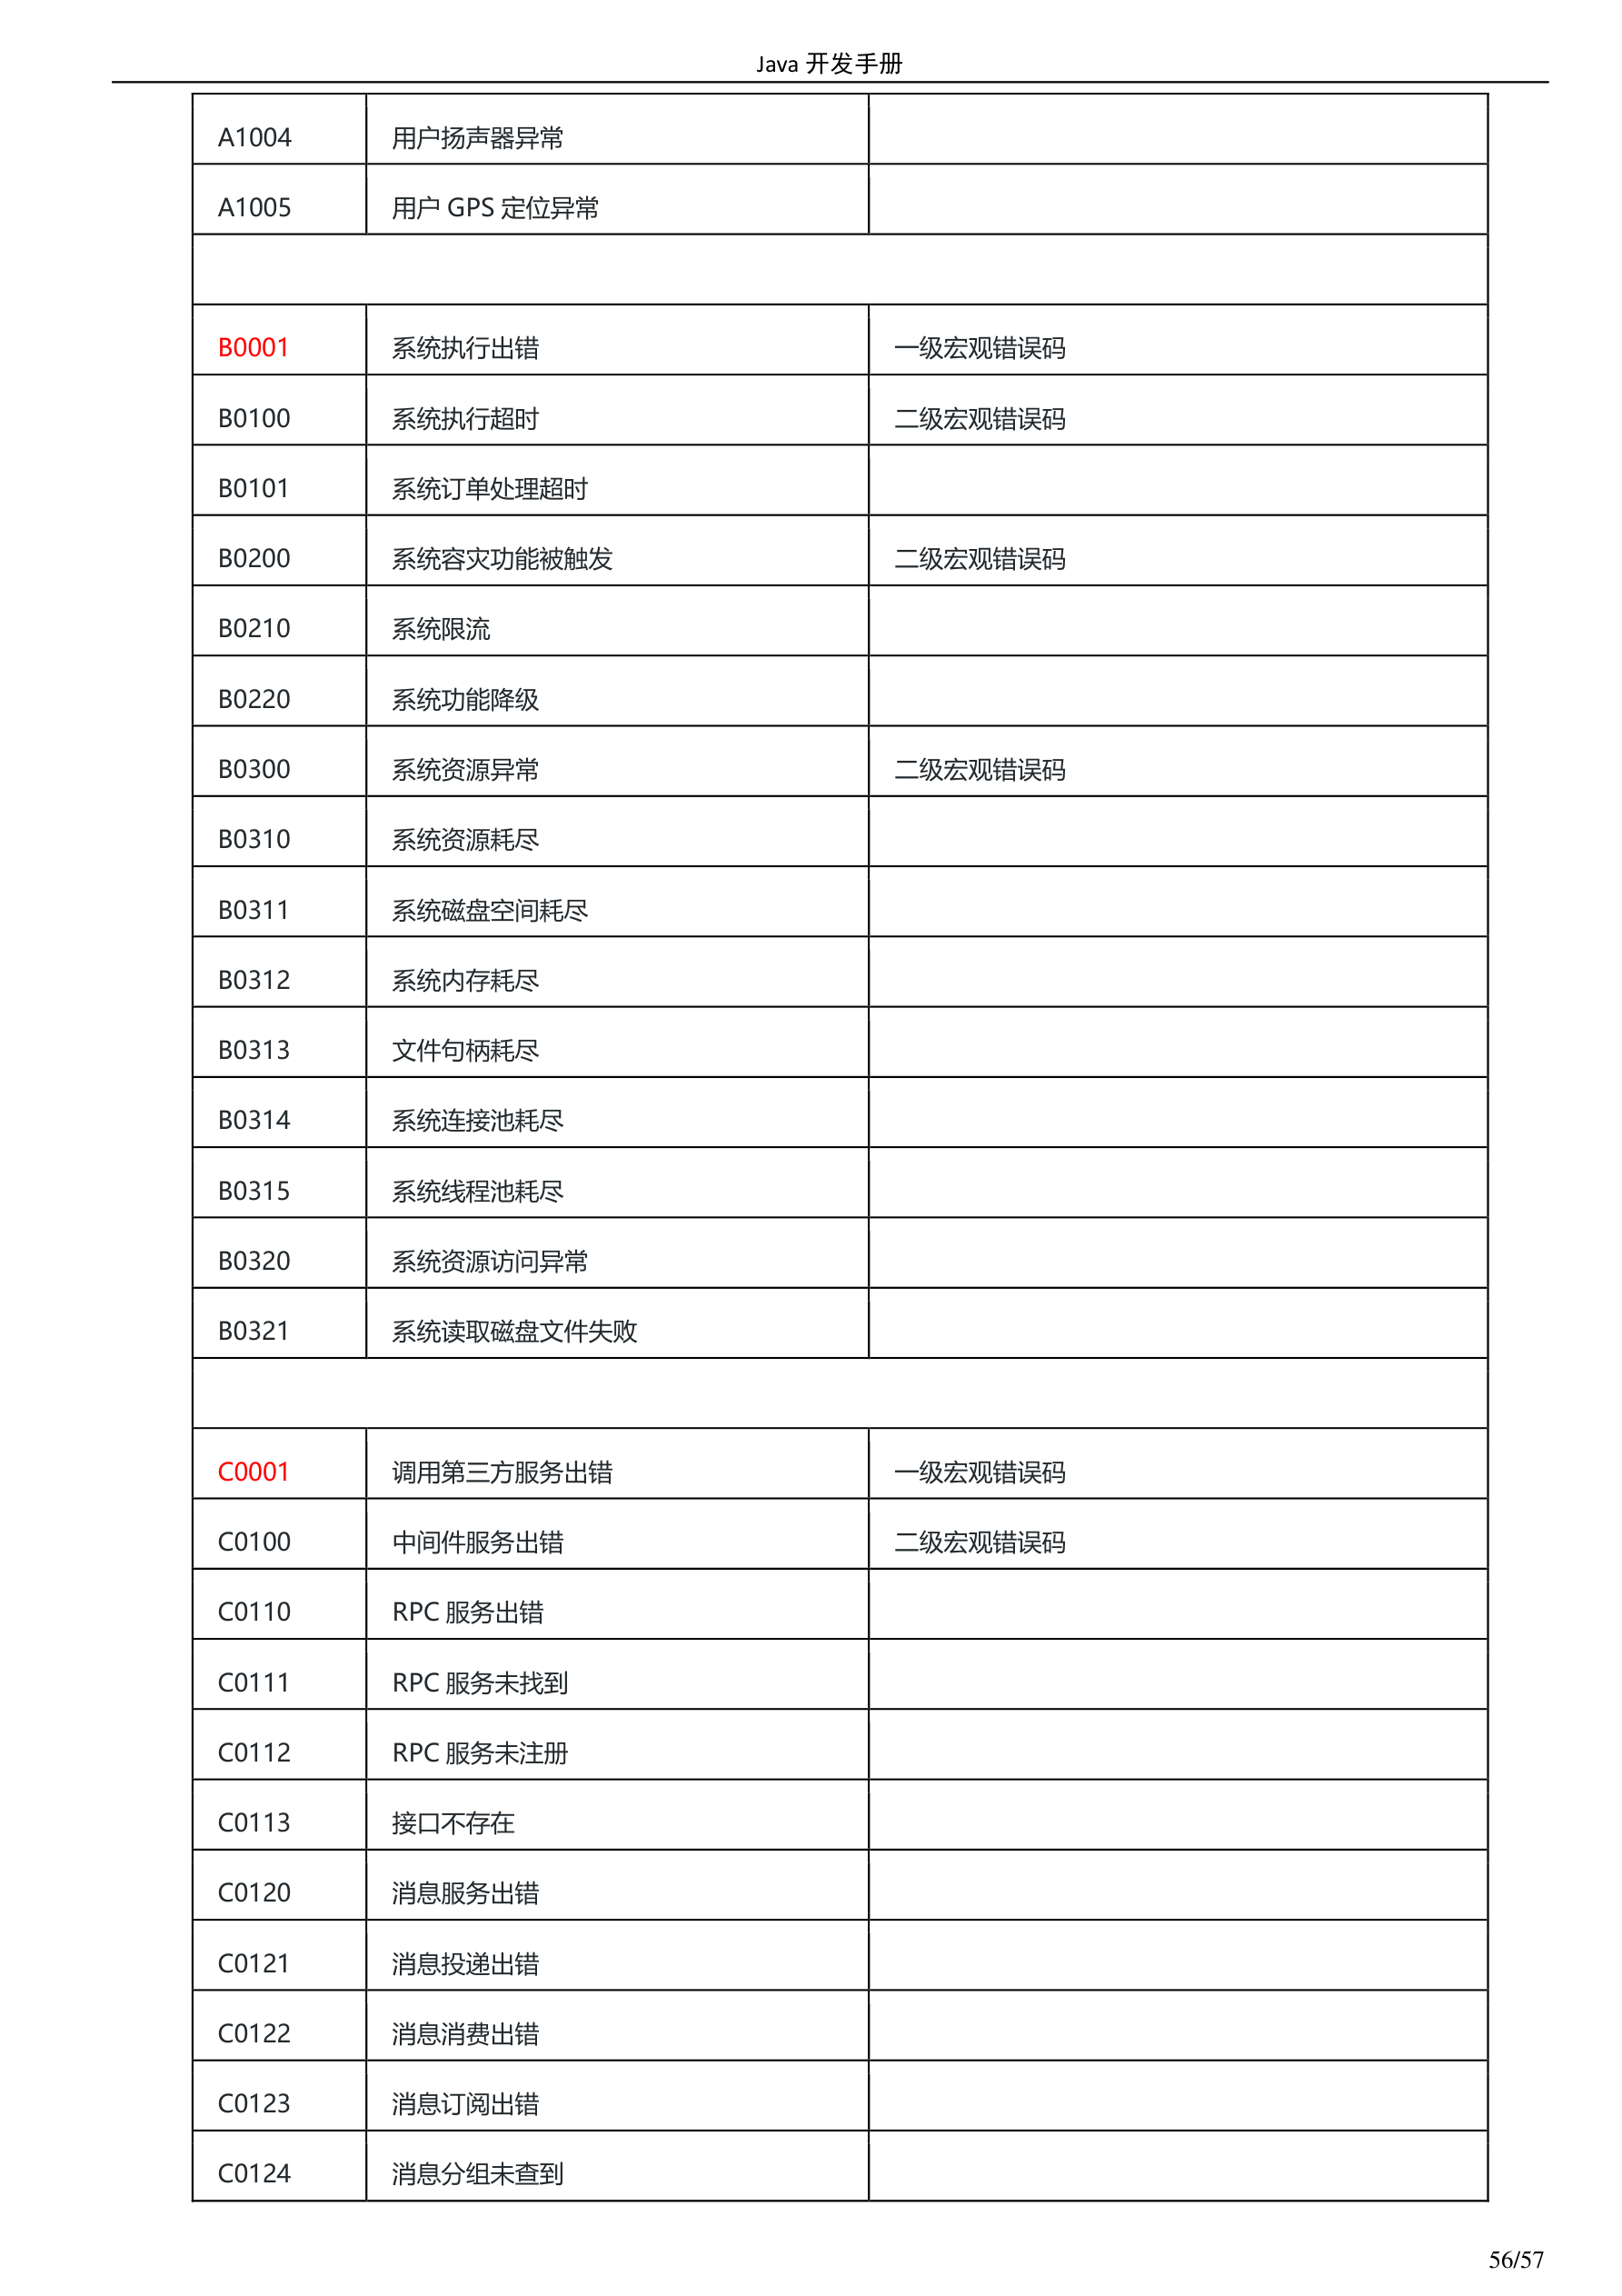 Java 开发手册
A1004 用户扬声器异常
A1005 用户 GPS 定位异常
B0001 系统执行出错 一级宏观错误码
B0100 系统执行超时 二级宏观错误码
B0101 系统订单处理超时
B0200 系统容灾功能被触发 二级宏观错误码
B0210 系统限流
B0220 系统功能降级
B0300 系统资源异常 二级宏观错误码
B0310 系统资源耗尽
B0311 系统磁盘空间耗尽
B0312 系统内存耗尽
B0313 文件句柄耗尽
B0314 系统连接池耗尽
B0315 系统线程池耗尽
B0320 系统资源访问异常
B0321 系统读取磁盘文件失败
C0001 调用第三方服务出错 一级宏观错误码
C0100 中间件服务出错 二级宏观错误码
C0110 RPC 服务出错
C0111 RPC 服务未找到
C0112 RPC 服务未注册
C0113 接口不存在
C0120 消息服务出错
C0121 消息投递出错
C0122 消息消费出错
C0123 消息订阅出错
C0124 消息分组未查到
56/57